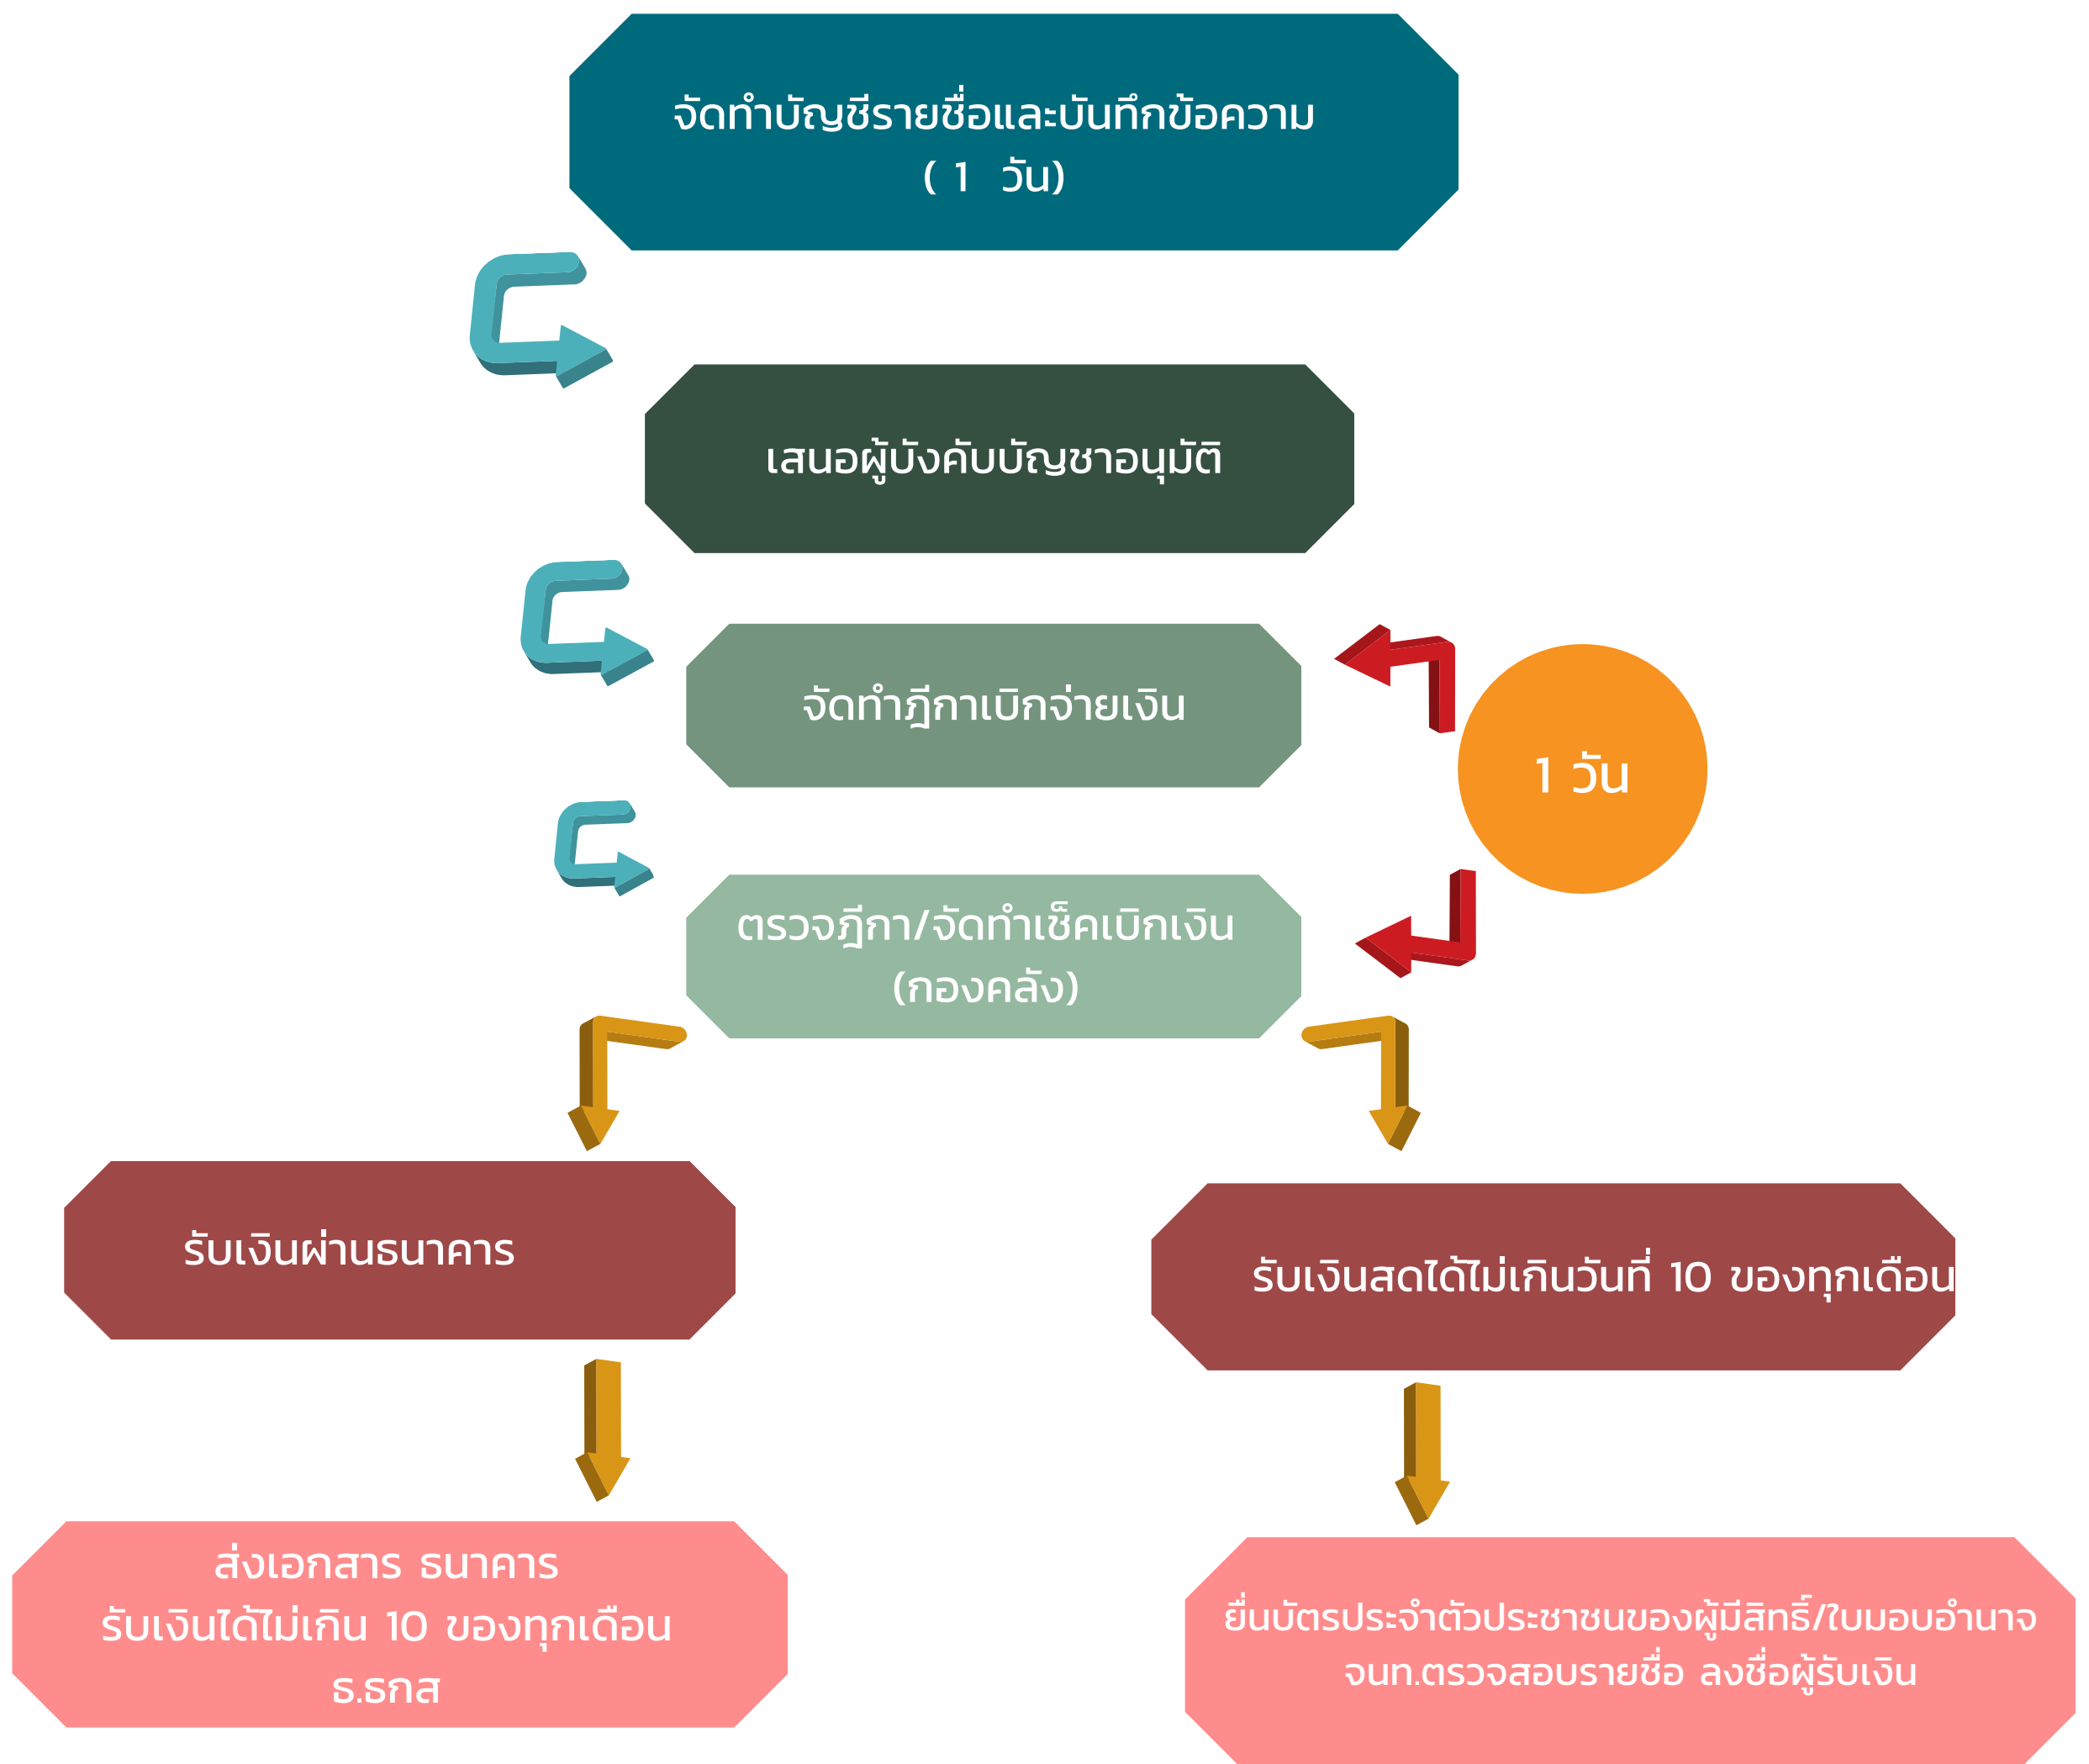 จัดทำบัญชีรายชื่อและบันทึกข้อความ
( 1 วัน)
เสนอผู้บังคับบัญชาอนุมัติ
จัดทำฎีกาเบิกจ่ายเงิน
1 วัน
ตรวจฎีกา/จัดทำเช็คเบิกเงิน
(กองคลัง)
รับเงินผ่านธนาคาร
รับเงินสดได้ไม่เกินวันที่ 10 ของทุกเดือน
ส่งเอกสาร ธนาคาร
รับเงินได้ไม่เกิน 10 ของทุกเดือน
ธ.ธกส
ยื่นบัตรประจำตัวประชาชนของผู้มีสิทธิ์/ใบมอบอำนาจ
จนท.ตรวจสอบรายชื่อ ลงชื่อผู้รับเงิน